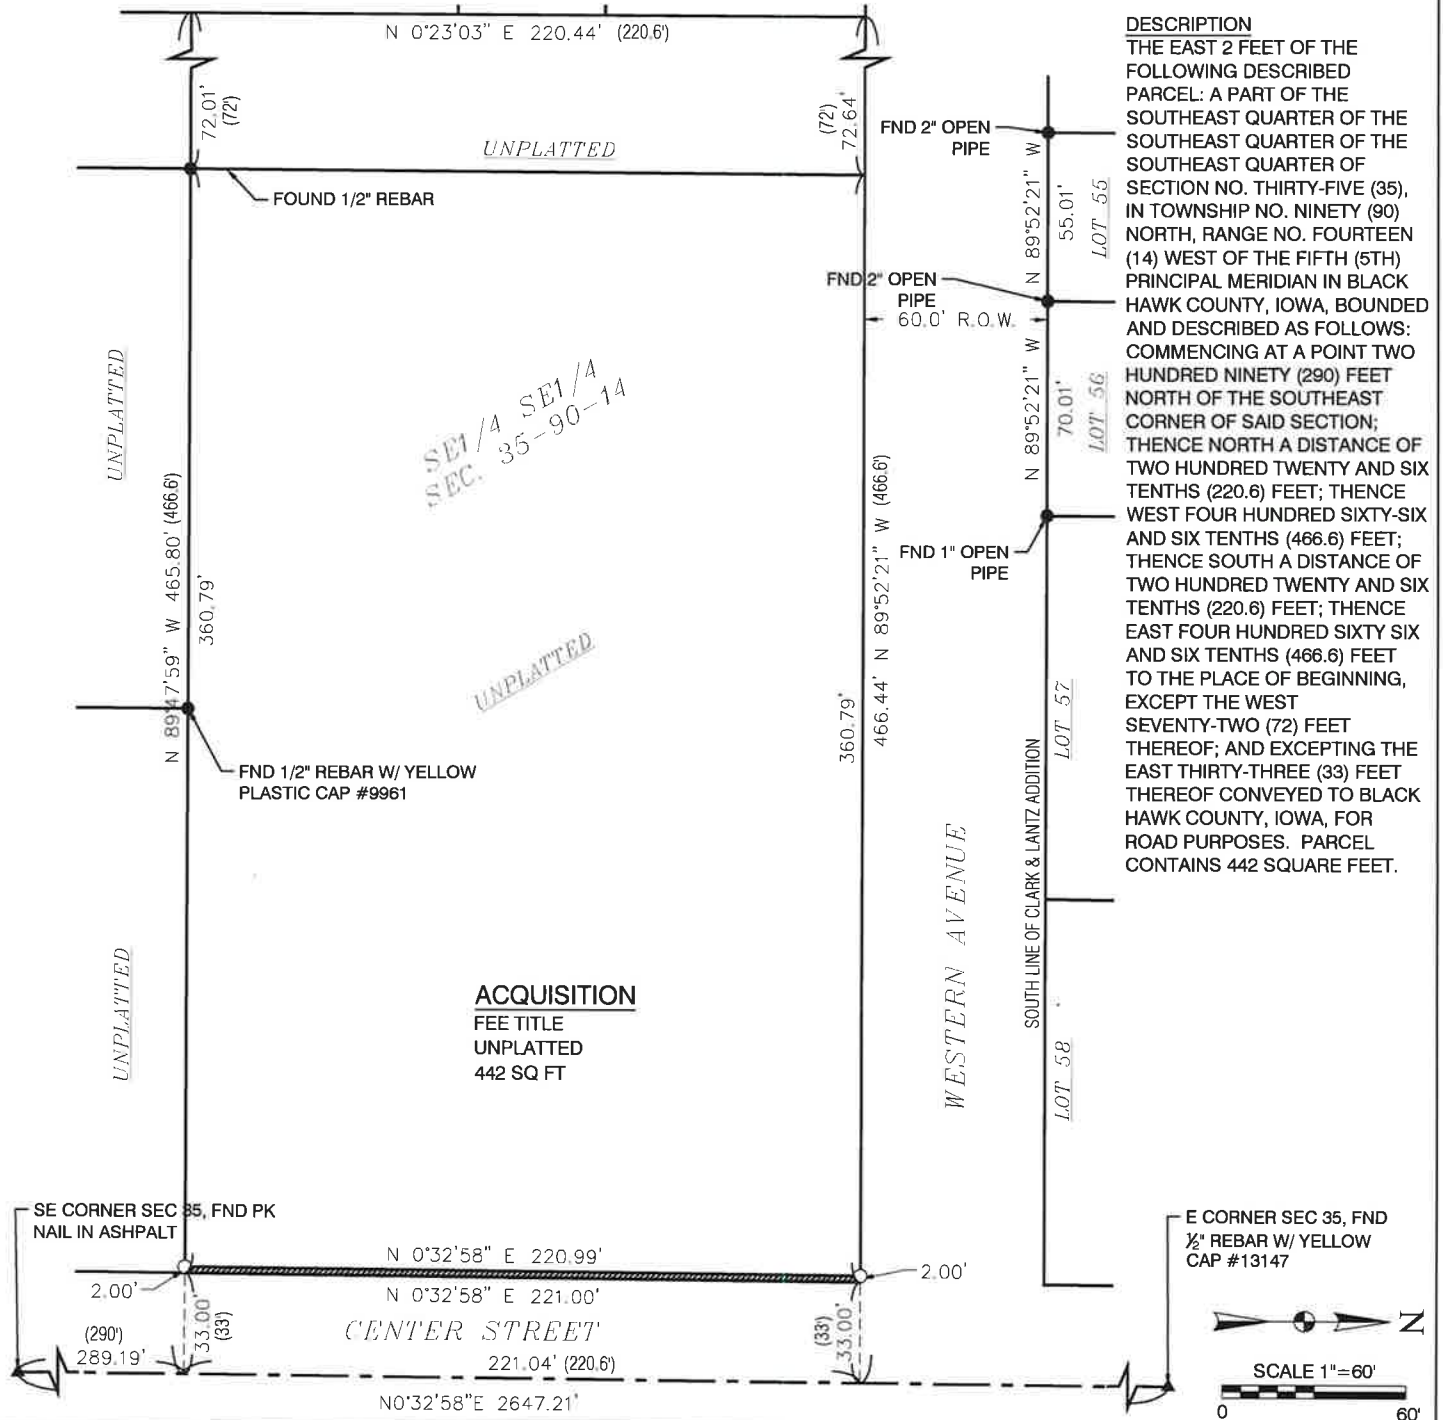 N 0°23'03" E 220.44' (220.6')
72.01'
(72')
(72')
72.64'
UNPLATTED
FOUND 1/2" REBAR
FND 2" OPEN
PIPE
N 89°52'21" W
55.01'
LOT 55
FND 2" OPEN
PIPE
60.0' R.O.W.
N 89°52'21" W
70.01'
LOT 56
FND 1" OPEN
PIPE
UNPLATTED
SE1/4 SE1/4
SEC. 35-90-14
N 89°47'59" W 465.80' (466.6')
360.79'
UNPLATTED
360.79'
466.44' N 89°52'21" W (466.6')
FND 1/2" REBAR W/ YELLOW
PLASTIC CAP #9961
LOT 57
SOUTH LINE OF CLARK & LANTZ ADDITION
WESTERN AVENUE
LOT 58
UNPLATTED
ACQUISITION
FEE TITLE
UNPLATTED
442 SQ FT
SE CORNER SEC 35, FND PK
NAIL IN ASHPALT
N 0°32'58" E 220.99'
2.00'
2.00'
N 0°32'58" E 221.00'
33.00'
(33')
(33')
33.00'
CENTER STREET
(290')
289.19'
221.04' (220.6')
N0°32'58"E 2647.21'
E CORNER SEC 35, FND
½" REBAR W/ YELLOW
CAP #13147
N
SCALE 1"=60'
0 60'
DESCRIPTION
THE EAST 2 FEET OF THE
FOLLOWING DESCRIBED
PARCEL: A PART OF THE
SOUTHEAST QUARTER OF THE
SOUTHEAST QUARTER OF THE
SOUTHEAST QUARTER OF
SECTION NO. THIRTY-FIVE (35),
IN TOWNSHIP NO. NINETY (90)
NORTH, RANGE NO. FOURTEEN
(14) WEST OF THE FIFTH (5TH)
PRINCIPAL MERIDIAN IN BLACK
HAWK COUNTY, IOWA, BOUNDED
AND DESCRIBED AS FOLLOWS:
COMMENCING AT A POINT TWO
HUNDRED NINETY (290) FEET
NORTH OF THE SOUTHEAST
CORNER OF SAID SECTION;
THENCE NORTH A DISTANCE OF
TWO HUNDRED TWENTY AND SIX
TENTHS (220.6) FEET; THENCE
WEST FOUR HUNDRED SIXTY-SIX
AND SIX TENTHS (466.6) FEET;
THENCE SOUTH A DISTANCE OF
TWO HUNDRED TWENTY AND SIX
TENTHS (220.6) FEET; THENCE
EAST FOUR HUNDRED SIXTY SIX
AND SIX TENTHS (466.6) FEET
TO THE PLACE OF BEGINNING,
EXCEPT THE WEST
SEVENTY-TWO (72) FEET
THEREOF; AND EXCEPTING THE
EAST THIRTY-THREE (33) FEET
THEREOF CONVEYED TO BLACK
HAWK COUNTY, IOWA, FOR
ROAD PURPOSES. PARCEL
CONTAINS 442 SQUARE FEET.